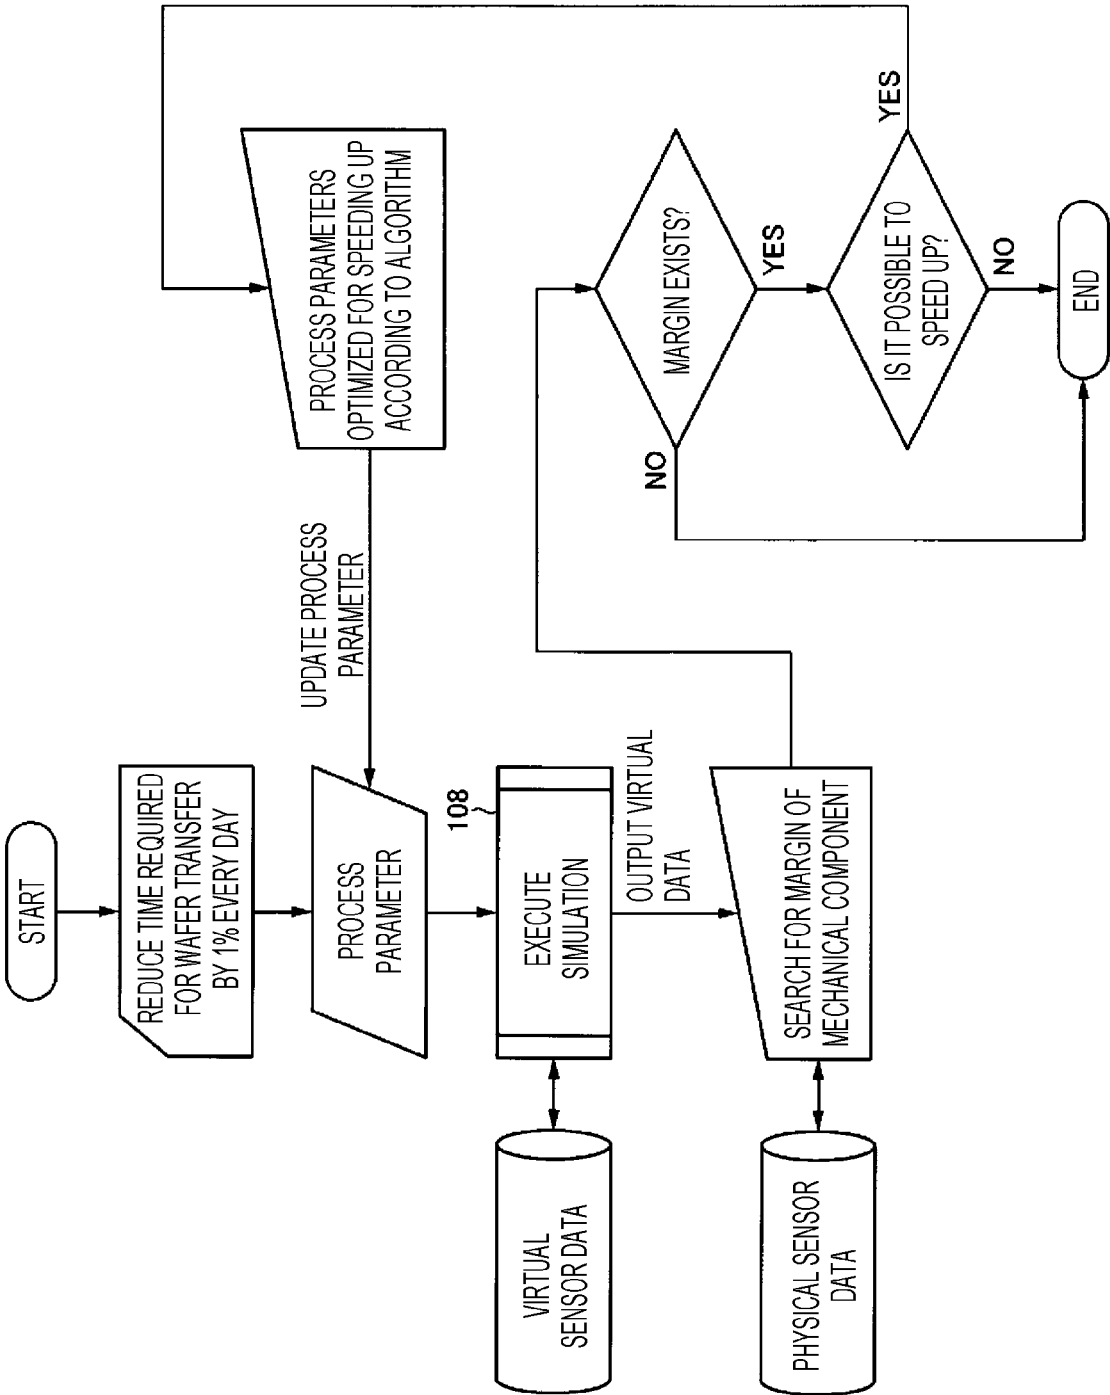 START
REDUCE TIME REQUIRED
FOR WAFER TRANSFER
BY 1% EVERY DAY
PROCESS
PARAMETER
UPDATE PROCESS
PARAMETER
PROCESS PARAMETERS
OPTIMIZED FOR SPEEDING UP
ACCORDING TO ALGORITHM
108
EXECUTE
SIMULATION
VIRTUAL
SENSOR DATA
OUTPUT VIRTUAL
DATA
SEARCH FOR MARGIN OF
MECHANICAL COMPONENT
PHYSICAL SENSOR
DATA
MARGIN EXISTS?
NO
YES
IS IT POSSIBLE TO
SPEED UP?
YES
NO
END